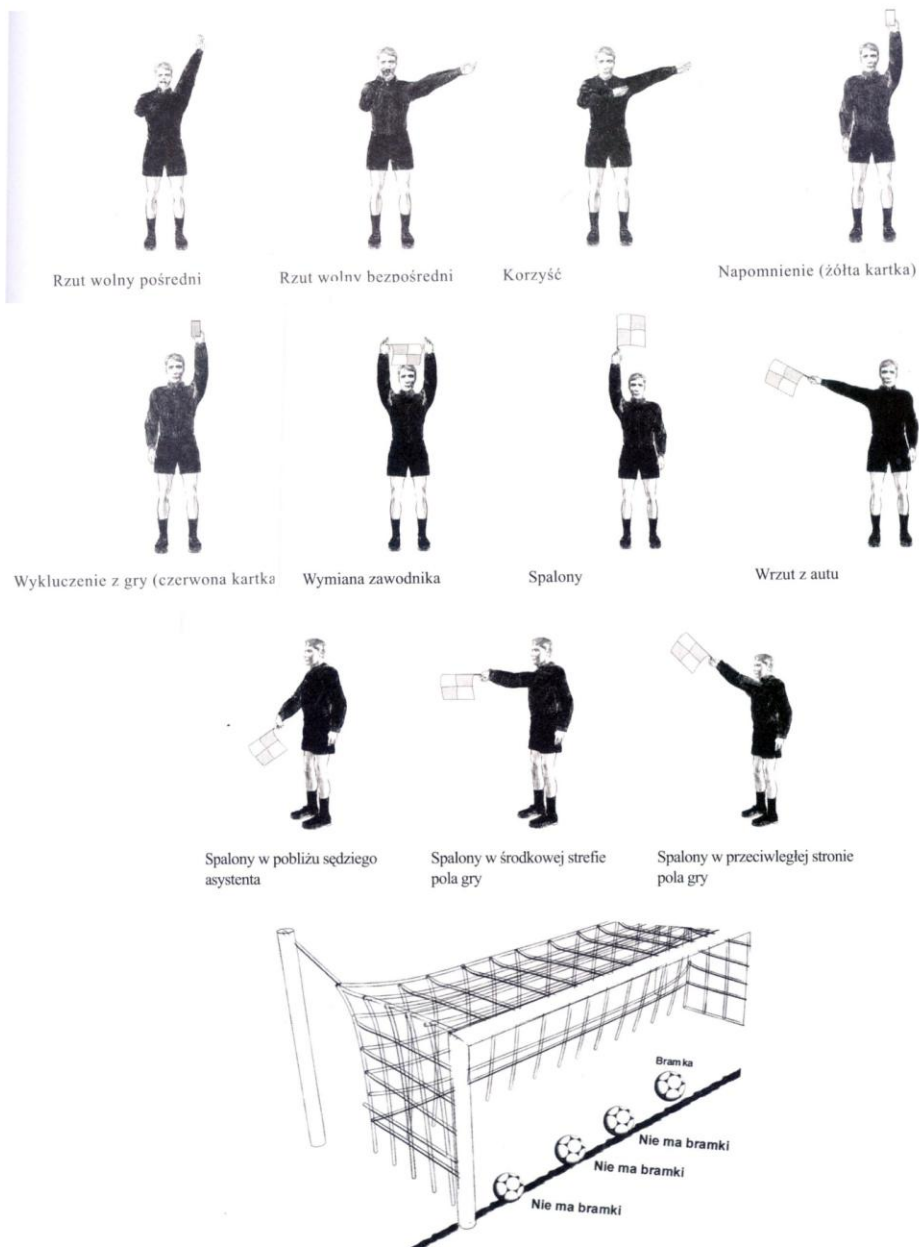 Rzut wolny pośredni
Rzut wolny bezpośredni
Korzyść
Napomnienie (żółta kartka)
Wykluczenie z gry (czerwona kartka
Wymiana zawodnika
Spalony
Wrzut z autu
Spalony w pobliżu sędziego
asystenta
Spalony w środkowej strefie
pola gry
Spalony w przeciwległej stronie
pola gry
Bramka
Nie ma bramki
Nie ma bramki
Nie ma bramki